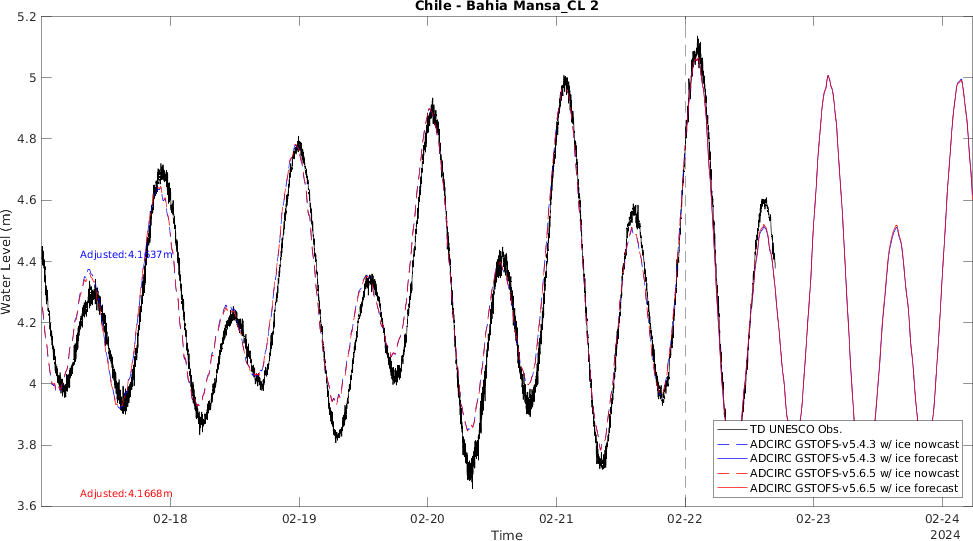 Chile - Bahia Mansa_CL 2
5.2
5
4.8
4.6
4.4
4.2
4
3.8
3.6
Water Level (m)
Adjusted:4.1637m
Adjusted:4.1668m
TD UNESCO Obs.
ADCIRC GSTOFS-v5.4.3 w/ ice nowcast
ADCIRC GSTOFS-v5.4.3 w/ ice forecast
ADCIRC GSTOFS-v5.6.5 w/ ice nowcast
ADCIRC GSTOFS-v5.6.5 w/ ice forecast
02-18 02-19 02-20 02-21 02-22 02-23 02-24
Time
2024